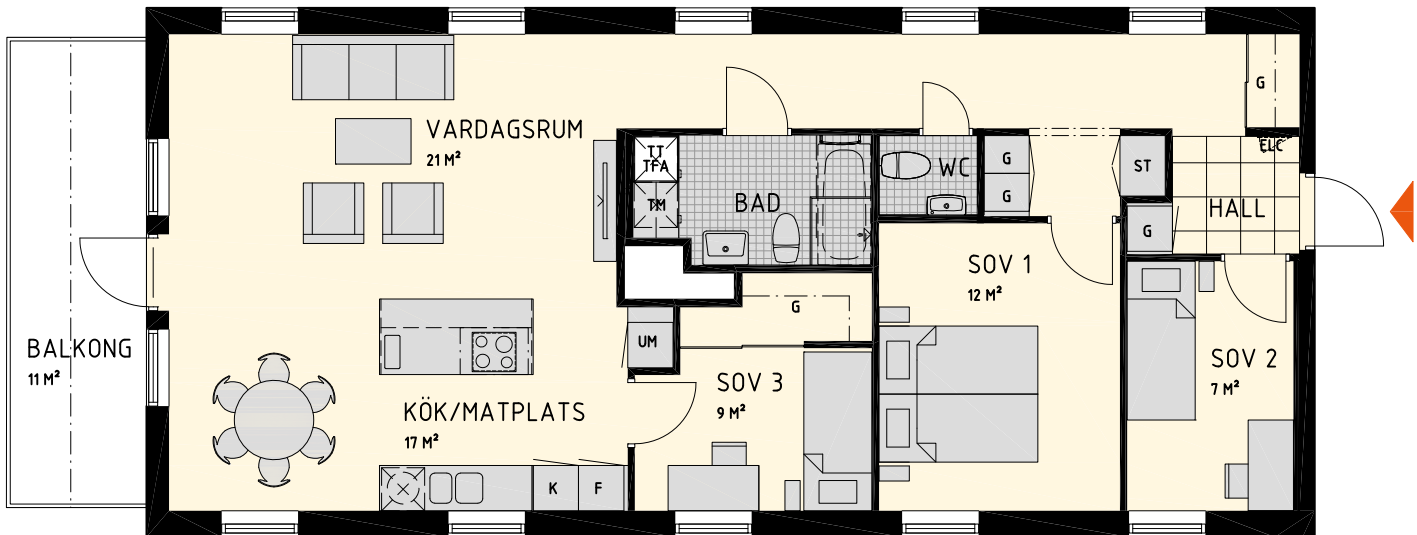 G
ELC
VARDAGSRUM
21 M²
TT
TFA
TM
BAD
WC
G
G
ST
HALL
G
SOV 1
12 M²
G
BALKONG
11 M²
UM
SOV 3
9 M²
SOV 2
7 M²
KÖK/MATPLATS
17 M²
K
F